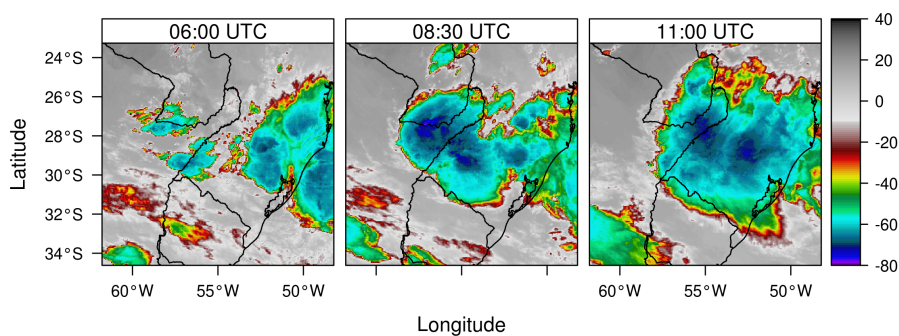 06:00 UTC
08:30 UTC
11:00 UTC
24°S
26°S
28°S
30°S
32°S
34°S
Latitude
60°W
55°W
50°W
60°W
55°W
50°W
Longitude
40
20
0
-20
-40
-60
-80